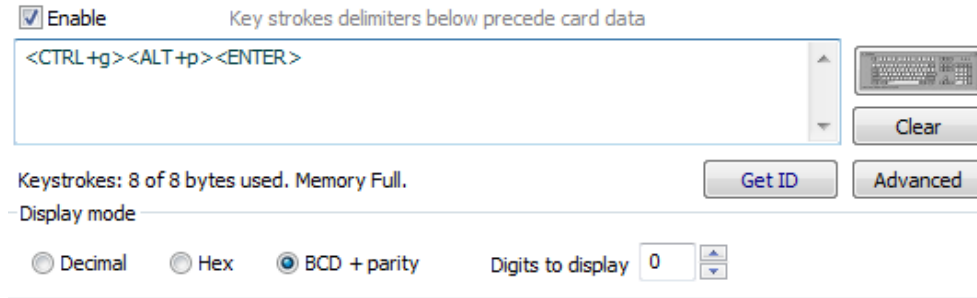 Enable Key strokes delimiters below precede card data
<CTRL+g><ALT+p><ENTER>
Clear
Keystrokes: 8 of 8 bytes used. Memory Full. Get ID Advanced
Display mode
Decimal Hex BCD + parity Digits to display 0